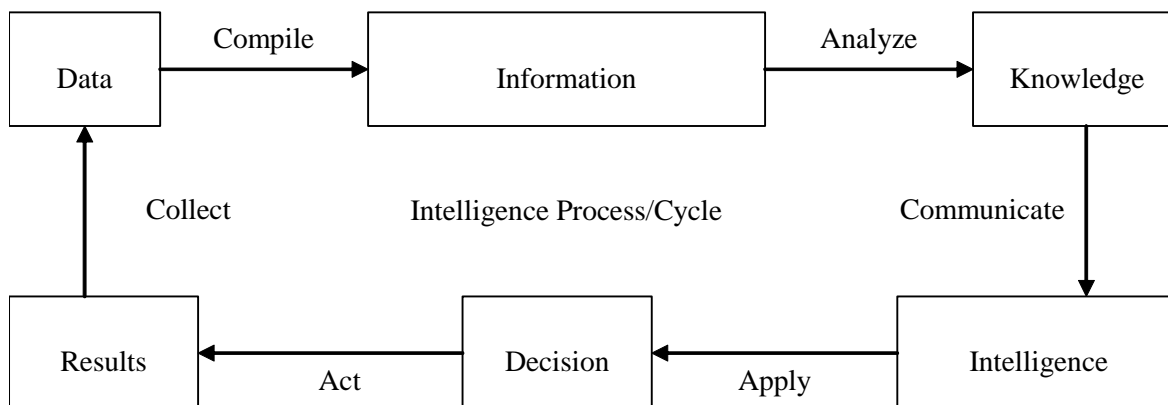 Compile
Analyze
Data
Information
Knowledge
Collect
Intelligence Process/Cycle
Communicate
Results
Decision
Intelligence
Act
Apply